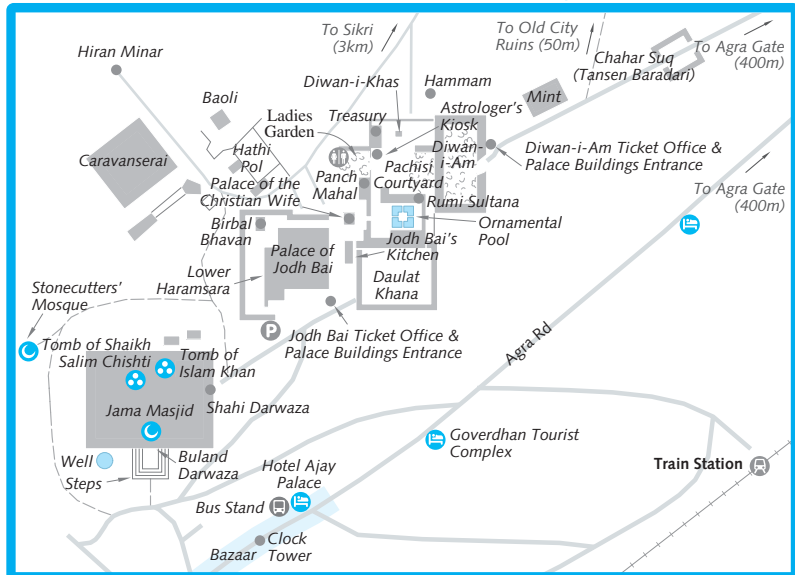 To Sikri
(3km)
To Old City
Ruins (50m)
To Agra Gate
(400m)
Hiran Minar
Chahar Suq
(Tansen Baradari)
Diwan-i-Khas
Hammam
Baoli
Mint
Astrologer's
Kiosk
Ladies
Garden
Treasury
Caravanserai
Hathi
Pol
Diwan-
i-Am
Diwan-i-Am Ticket Office &
Palace Buildings Entrance
Panch
Mahal
Pachisi
Courtyard
To Agra Gate
(400m)
Palace of the
Christian Wife
Rumi Sultana
Birbal
Bhavan
Ornamental
Pool
Palace of
Jodh Bai
Jodh Bai's
Kitchen
Lower
Haramsara
Daulat
Khana
Stonecutters'
Mosque
P
Jodh Bai Ticket Office &
Palace Buildings Entrance
Agra Rd
Tomb of Shaikh
Salim Chishti
Tomb of
Islam Khan
Jama Masjid
Shahi Darwaza
Goverdhan Tourist
Complex
Well
Steps
Buland
Darwaza
Hotel Ajay
Palace
Train Station
Bus Stand
Bazaar
Clock
Tower